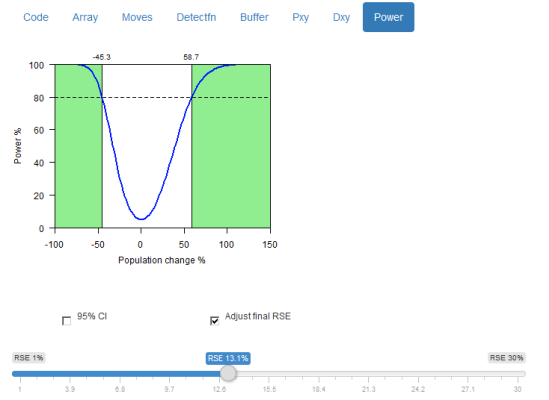 Code Array Moves Detectfn Buffer Pxy Dxy Power
-45.3 58.7
100
80
60
40
20
0
Power %
-100 -50 0 50 100 150
Population change %
95% CI Adjust final RSE
RSE 1% RSE 13.1% RSE 30%
1 3.9 6.8 9.7 12.6 15.5 18.4 21.3 24.2 27.1 30